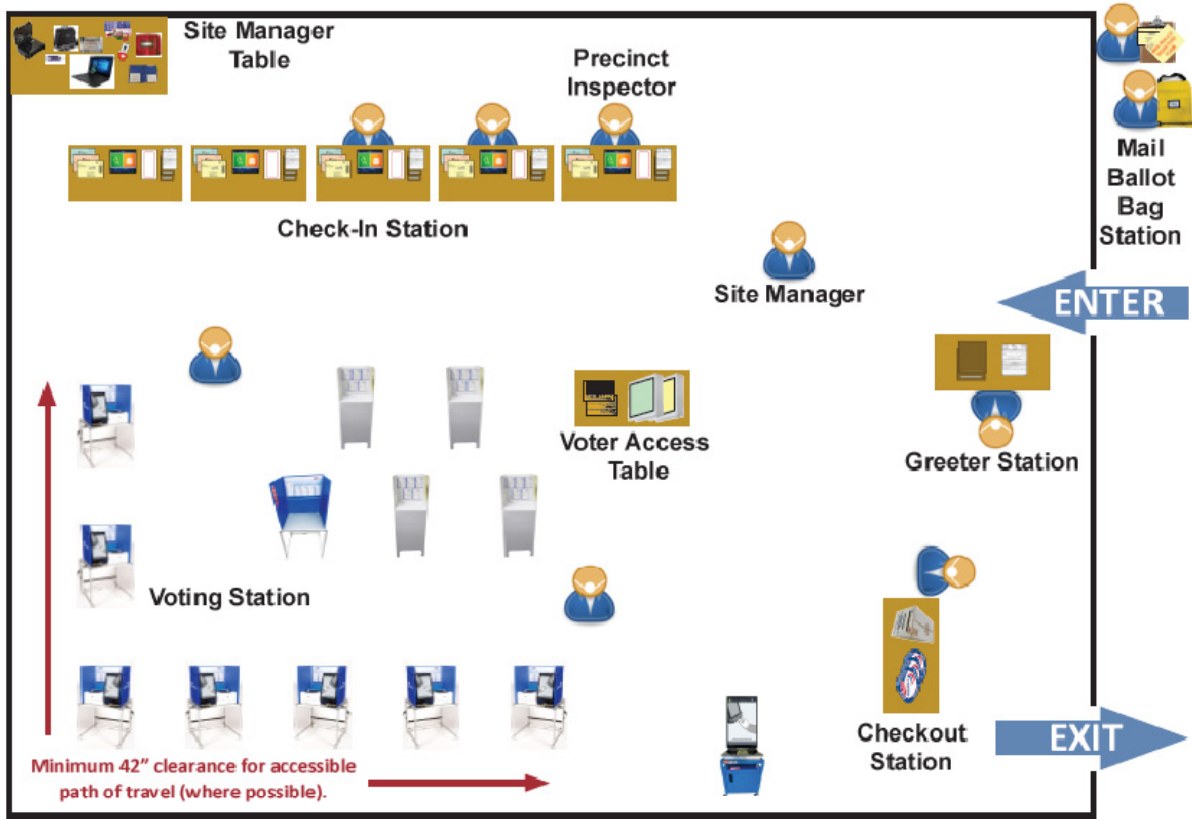 Site Manager
Table
Precinct
Inspector
Mail
Ballot
Bag
Station
Check-In Station
Site Manager
ENTER
Voter Access
Table
Greeter Station
Voting Station
Checkout
Station
EXIT
Minimum 42” clearance for accessible
path of travel (where possible).